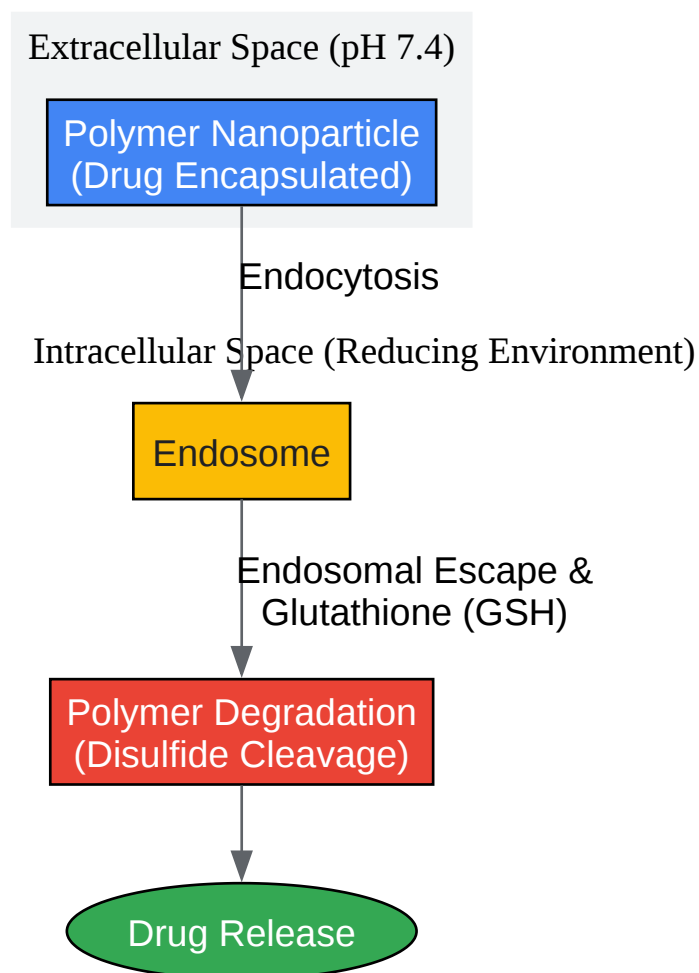 Extracellular Space (pH 7.4)
Polymer Nanoparticle
(Drug Encapsulated)
Endocytosis
Intracellular Space (Reducing Environment)
Endosome
Endosomal Escape &
Glutathione (GSH)
Polymer Degradation
(Disulfide Cleavage)
Drug Release